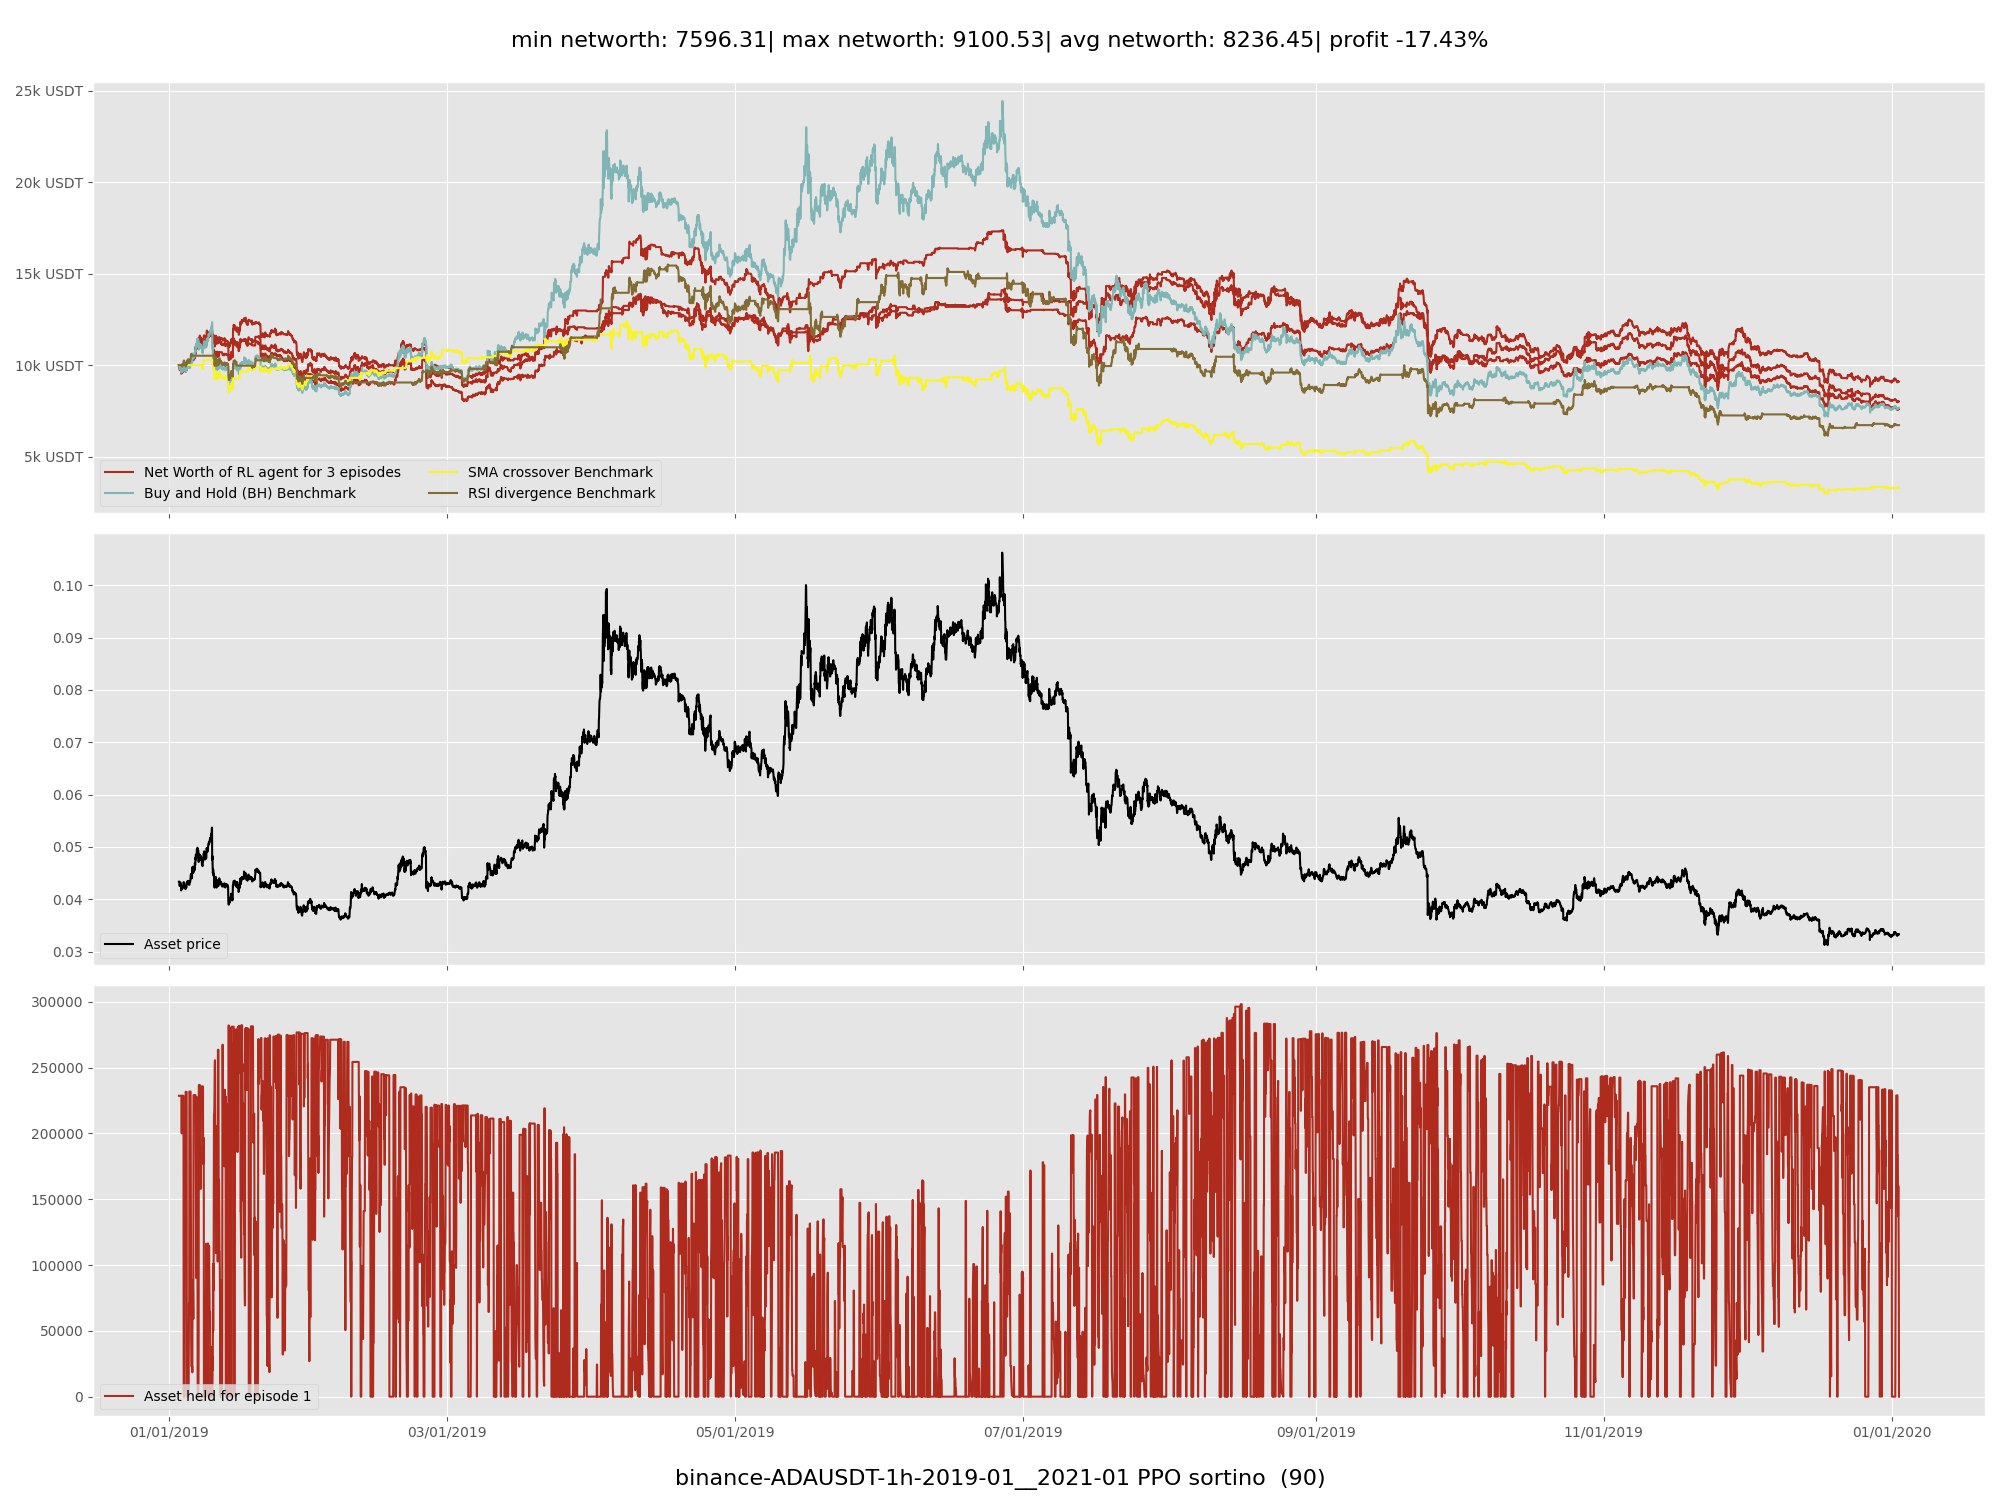 min networth: 7596.31| max networth: 9100.53| avg networth: 8236.45| profit -17.43%
25k USDT
20k USDT
15k USDT
10k USDT
5k USDT
Net Worth of RL agent for 3 episodes
Buy and Hold (BH) Benchmark
SMA crossover Benchmark
RSI divergence Benchmark
0.10
0.09
0.08
0.07
0.06
0.05
0.04
0.03
Asset price
300000
250000
200000
150000
100000
50000
0
Asset held for episode 1
01/01/2019
03/01/2019
05/01/2019
07/01/2019
09/01/2019
11/01/2019
01/01/2020
binance-ADAUSDT-1h-2019-01__2021-01 PPO sortino  (90)